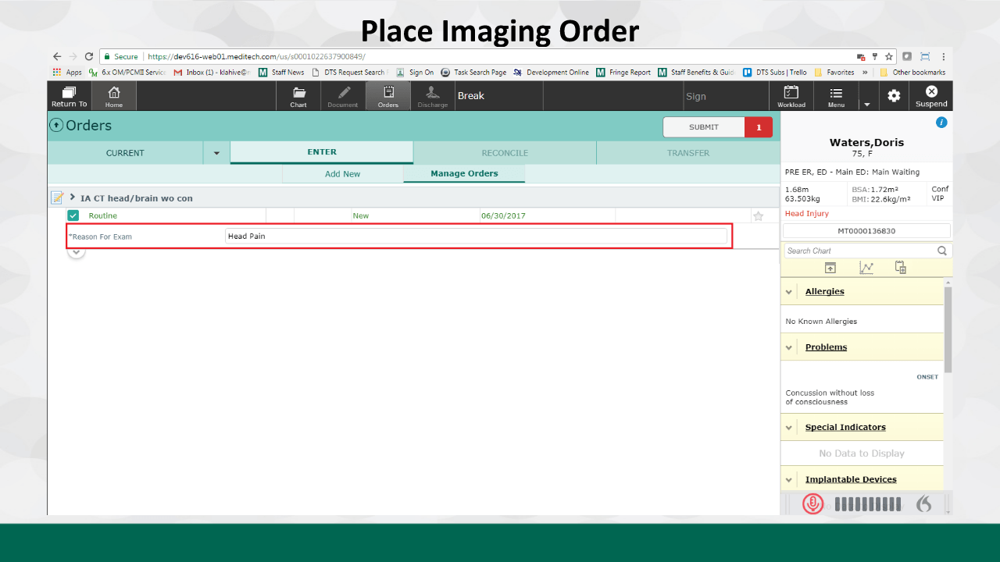 Place Imaging Order
Secure https://dev616-web01.meditech.com/us/s0001022637900849/
Apps 6.x OM/PCMII Service Inbox (1) - klahive@m Staff News DTS Request Search F Sign On Task Search Page Development Online Fringe Report Staff Benefits & Guid DTS Subs | Trello Favorites » Other bookmarks
Return To Home Chart Document Orders Discharge Break Sign Workload Menu Suspend
Orders SUBMIT 1
CURRENT ENTER RECONCILE TRANSFER
Add New Manage Orders
IA CT head/brain wo con
Routine New 06/30/2017
*Reason For Exam Head Pain
Waters,Doris
75, F
PRE ER, ED - Main ED: Main Waiting
1.68m BSA: 1.72m² Conf
63.503kg BMI: 22.6kg/m² VIP
Head Injury
MT0000136830
Search Chart
Allergies
No Known Allergies
Problems
ONSET
Concussion without loss
of consciousness
Special Indicators
No Data to Display
Implantable Devices